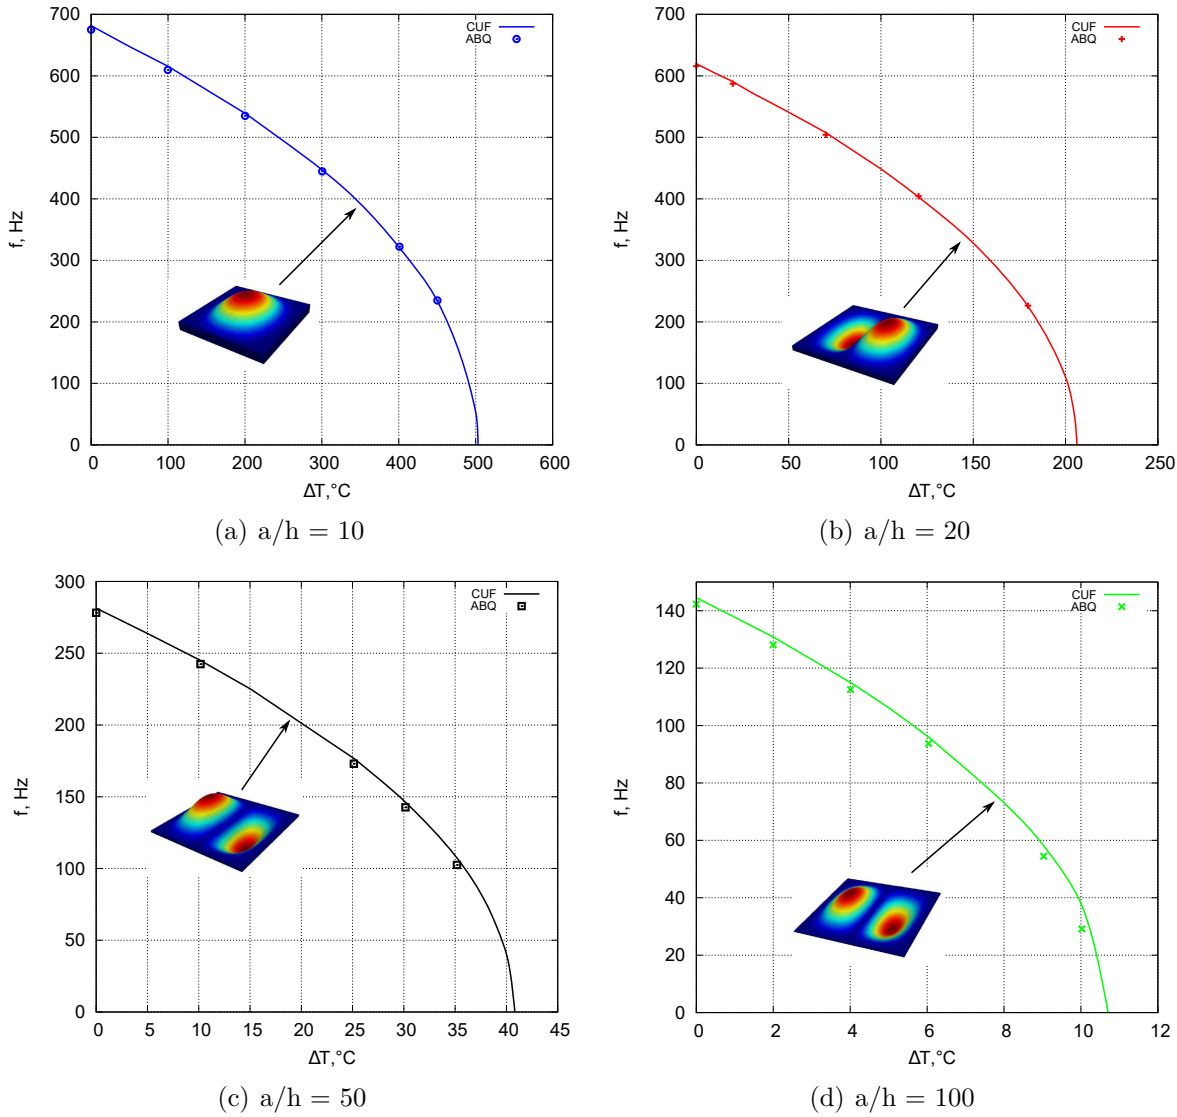 700
600
500
400
300
200
100
0
f, Hz
CUF
ABQ
0 100 200 300 400 500 600
ΔT,°C
(a) a/h = 10
700
600
500
400
300
200
100
0
f, Hz
CUF
ABQ
0 50 100 150 200 250
ΔT,°C
(b) a/h = 20
300
250
200
150
100
50
0
f, Hz
CUF
ABQ
0 5 10 15 20 25 30 35 40 45
ΔT,°C
(c) a/h = 50
140
120
100
80
60
40
20
0
f, Hz
CUF
ABQ
0 2 4 6 8 10 12
ΔT,°C
(d) a/h = 100